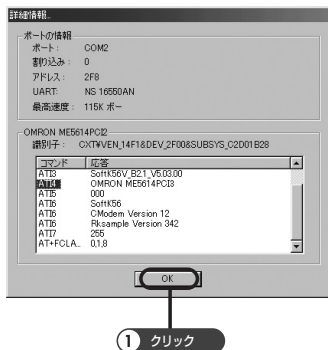 詳細情報..
ポートの情報
ポート： COM2
割り込み： 0
アドレス： 2F8
UART: NS 16550AN
最高速度： 115K ボー
OMRON ME5614PCI2
識別子： CXT¥VEN_14F1&DEV_2F00&SUBSYS_C2D01B28
コマンド 応答
ATI3 SoftK56V_B2.1_V5.03.00
ATI4 OMRON ME5614PCI3
ATI5 000
ATI6 SoftK56
ATI6 CModem Version 12
ATI6 Rksample Version 342
ATI7 255
AT+FCLA... 0,1,8
OK
1 クリック